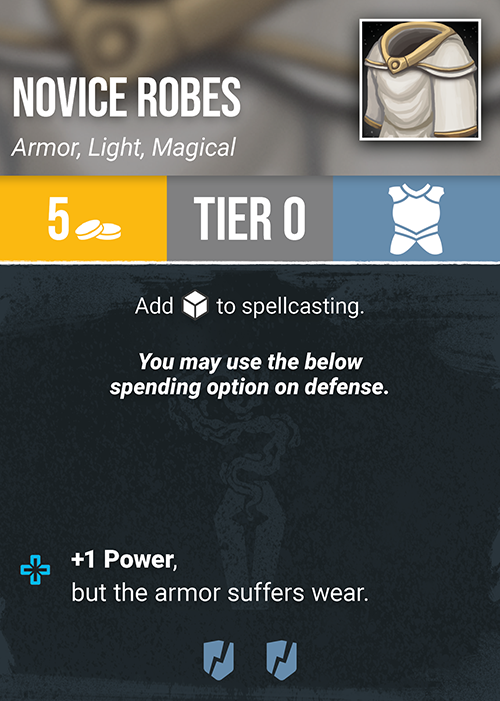 NOVICE ROBES
Armor, Light, Magical
5
TIER 0
Add to spellcasting.
You may use the below
spending option on defense.
+1 Power,
but the armor suffers wear.